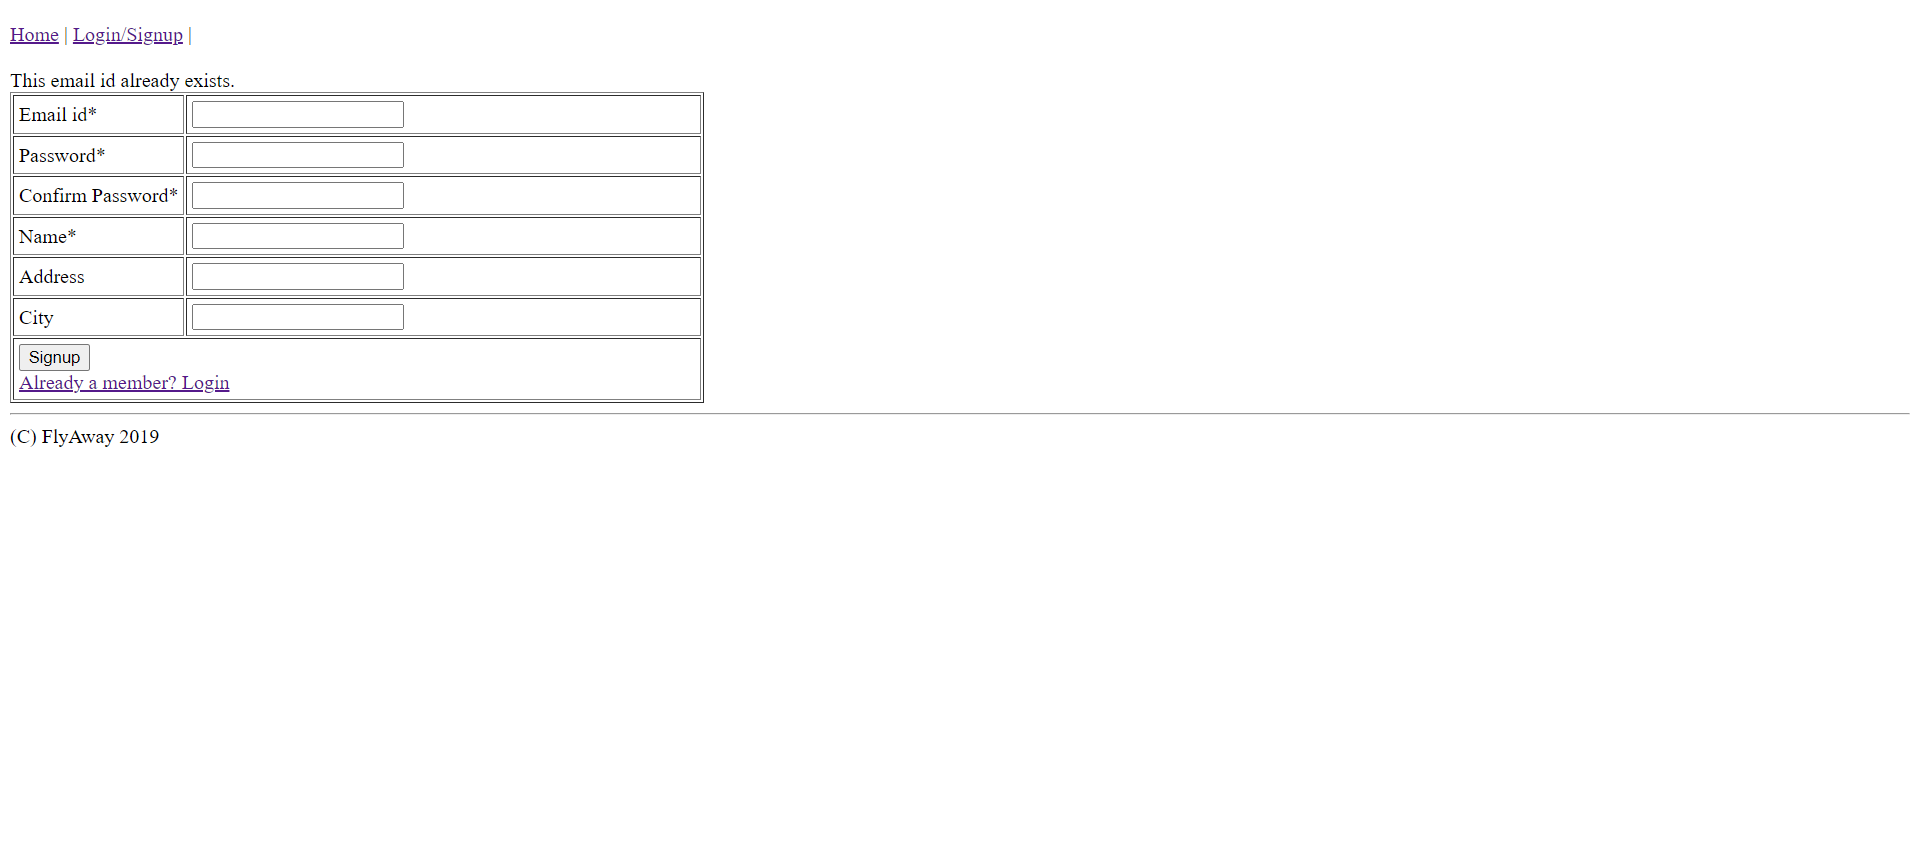 Home | Login/Signup |
This email id already exists.
Email id*
Password*
Confirm Password*
Name*
Address
City
Signup
Already a member? Login
(C) FlyAway 2019